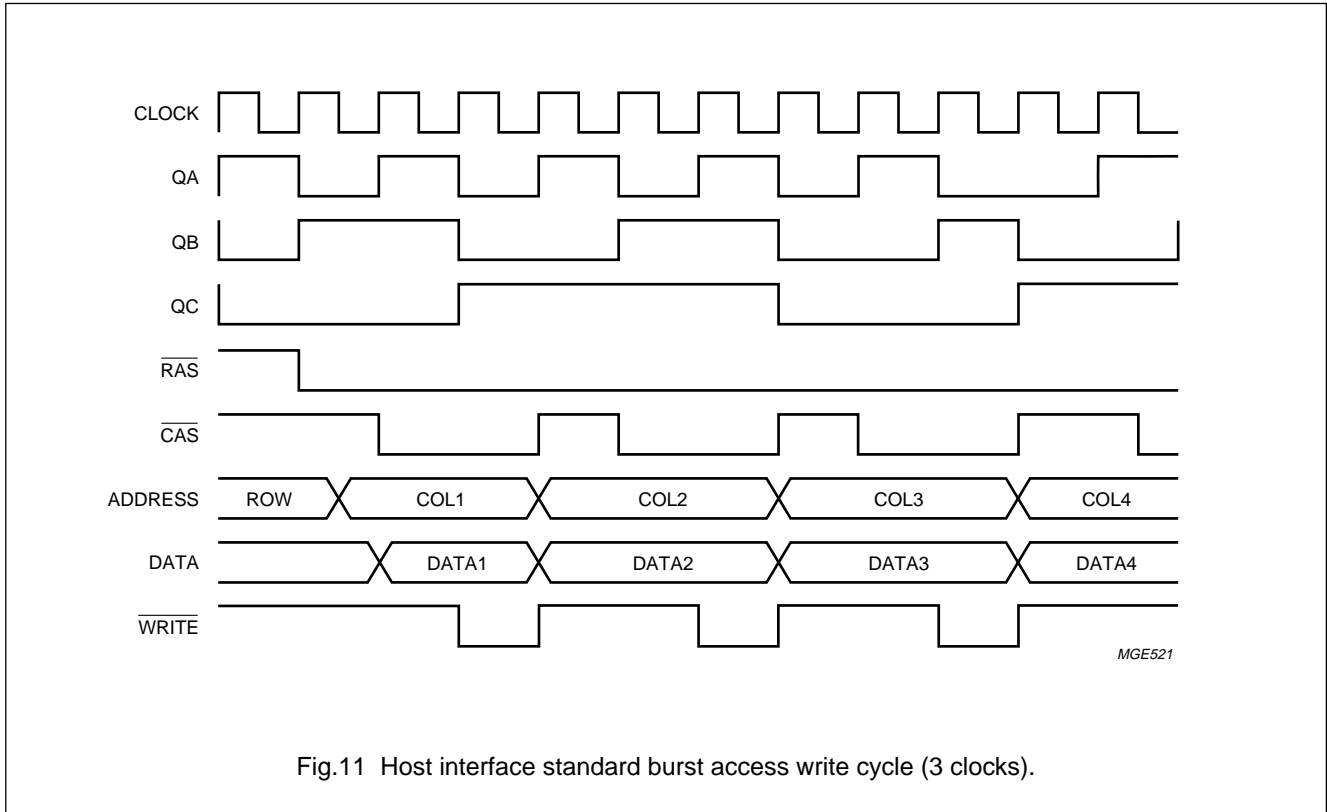 CLOCK
QA
QB
QC
RAS
CAS
ADDRESS ROW COL1 COL2 COL3 COL4
DATA DATA1 DATA2 DATA3 DATA4
WRITE
MGE521
Fig.11 Host interface standard burst access write cycle (3 clocks).